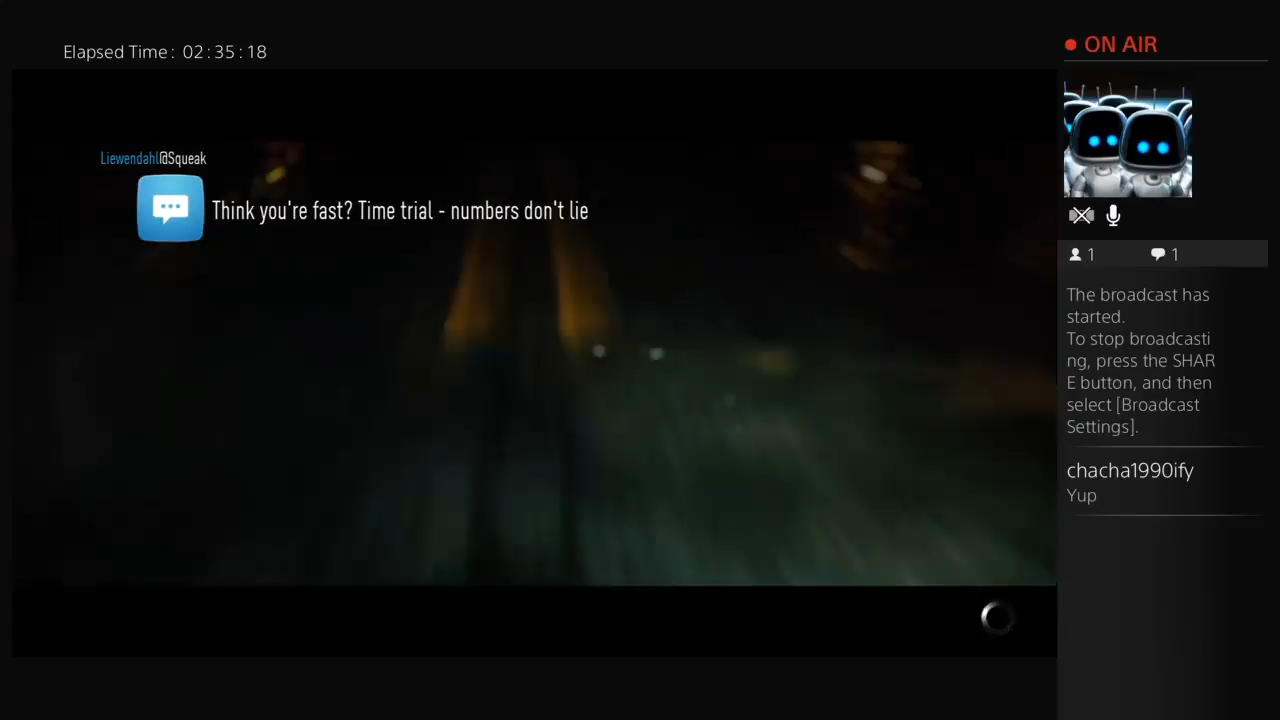 Elapsed Time: 02:35:18
ON AIR
Liewendahl@Squeak
Think you're fast? Time trial - numbers don't lie
1
1
The broadcast has
started.
To stop broadcasti
ng, press the SHAR
E button, and then
select [Broadcast
Settings].
chacha1990ify
Yup